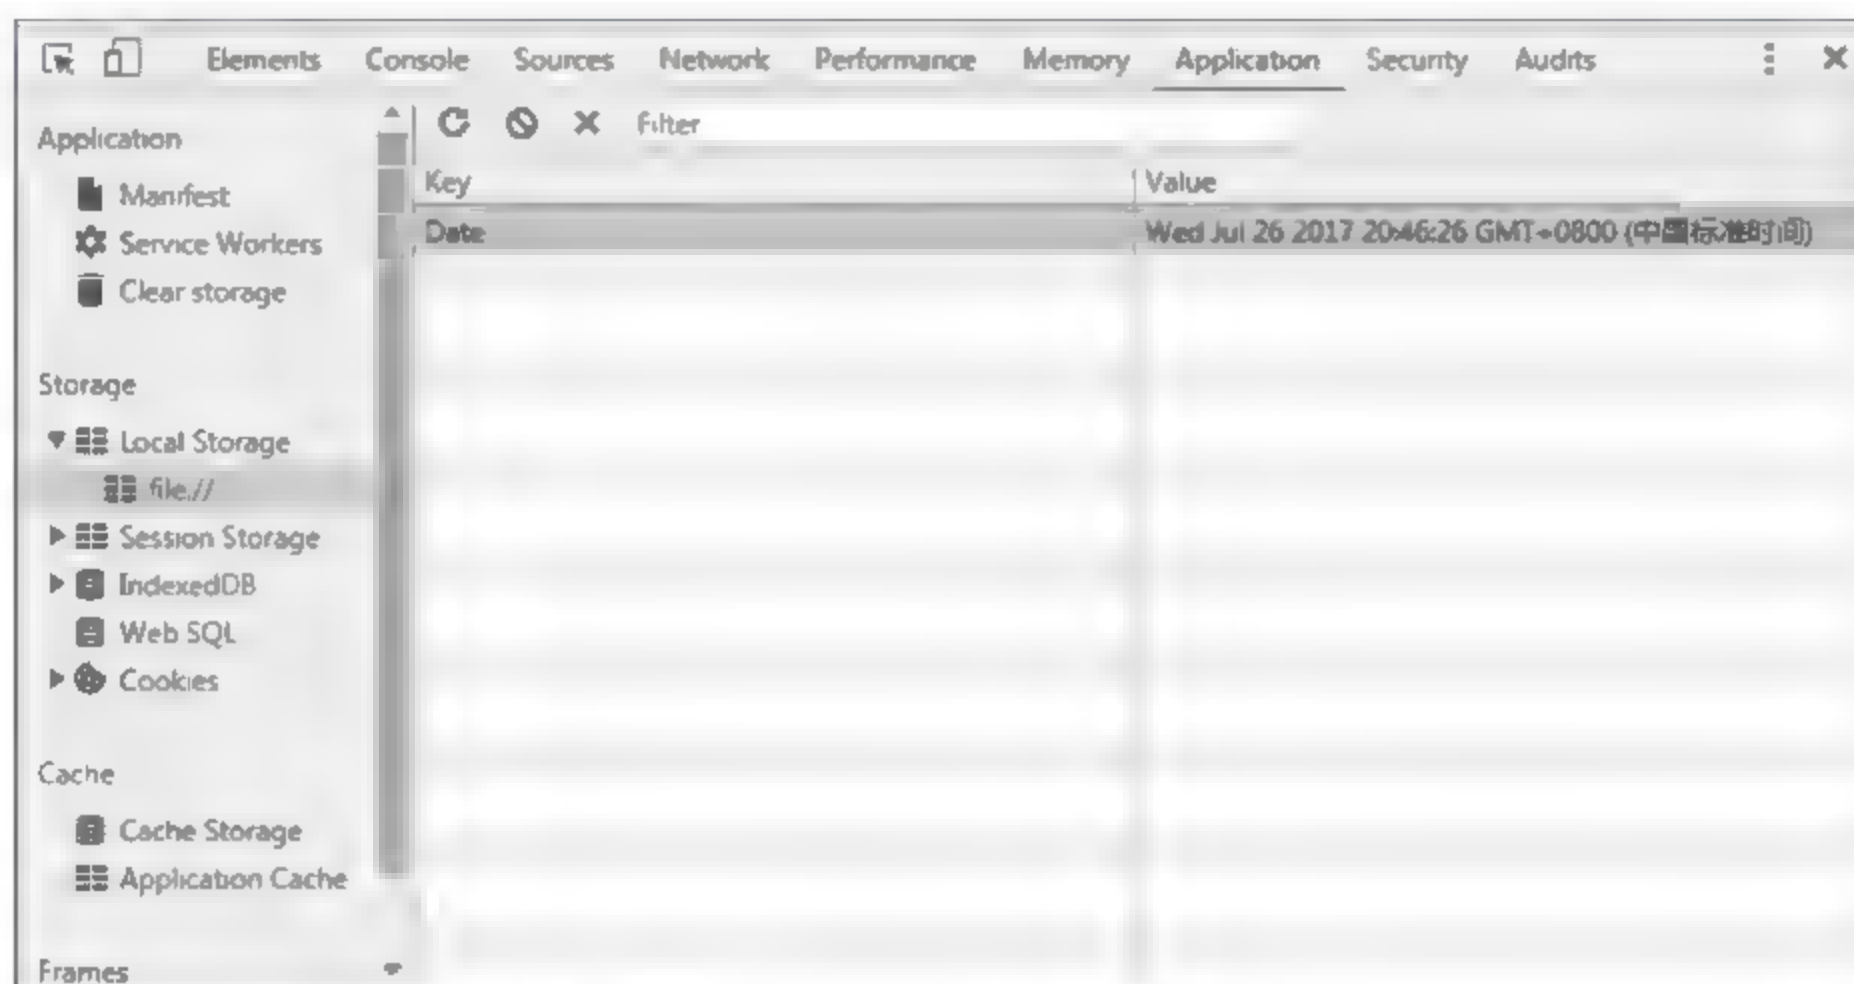 Elements Console Sources Network Performance Memory Application Security Audits
Application
Manifest
Service Workers
Clear storage
Storage
Local Storage
file://
Session Storage
IndexedDB
Web SQL
Cookies
Cache
Cache Storage
Application Cache
Frames
Filter
Key Value
Date Wed Jul 26 2017 20:46:26 GMT+0800 (中国标准时间)